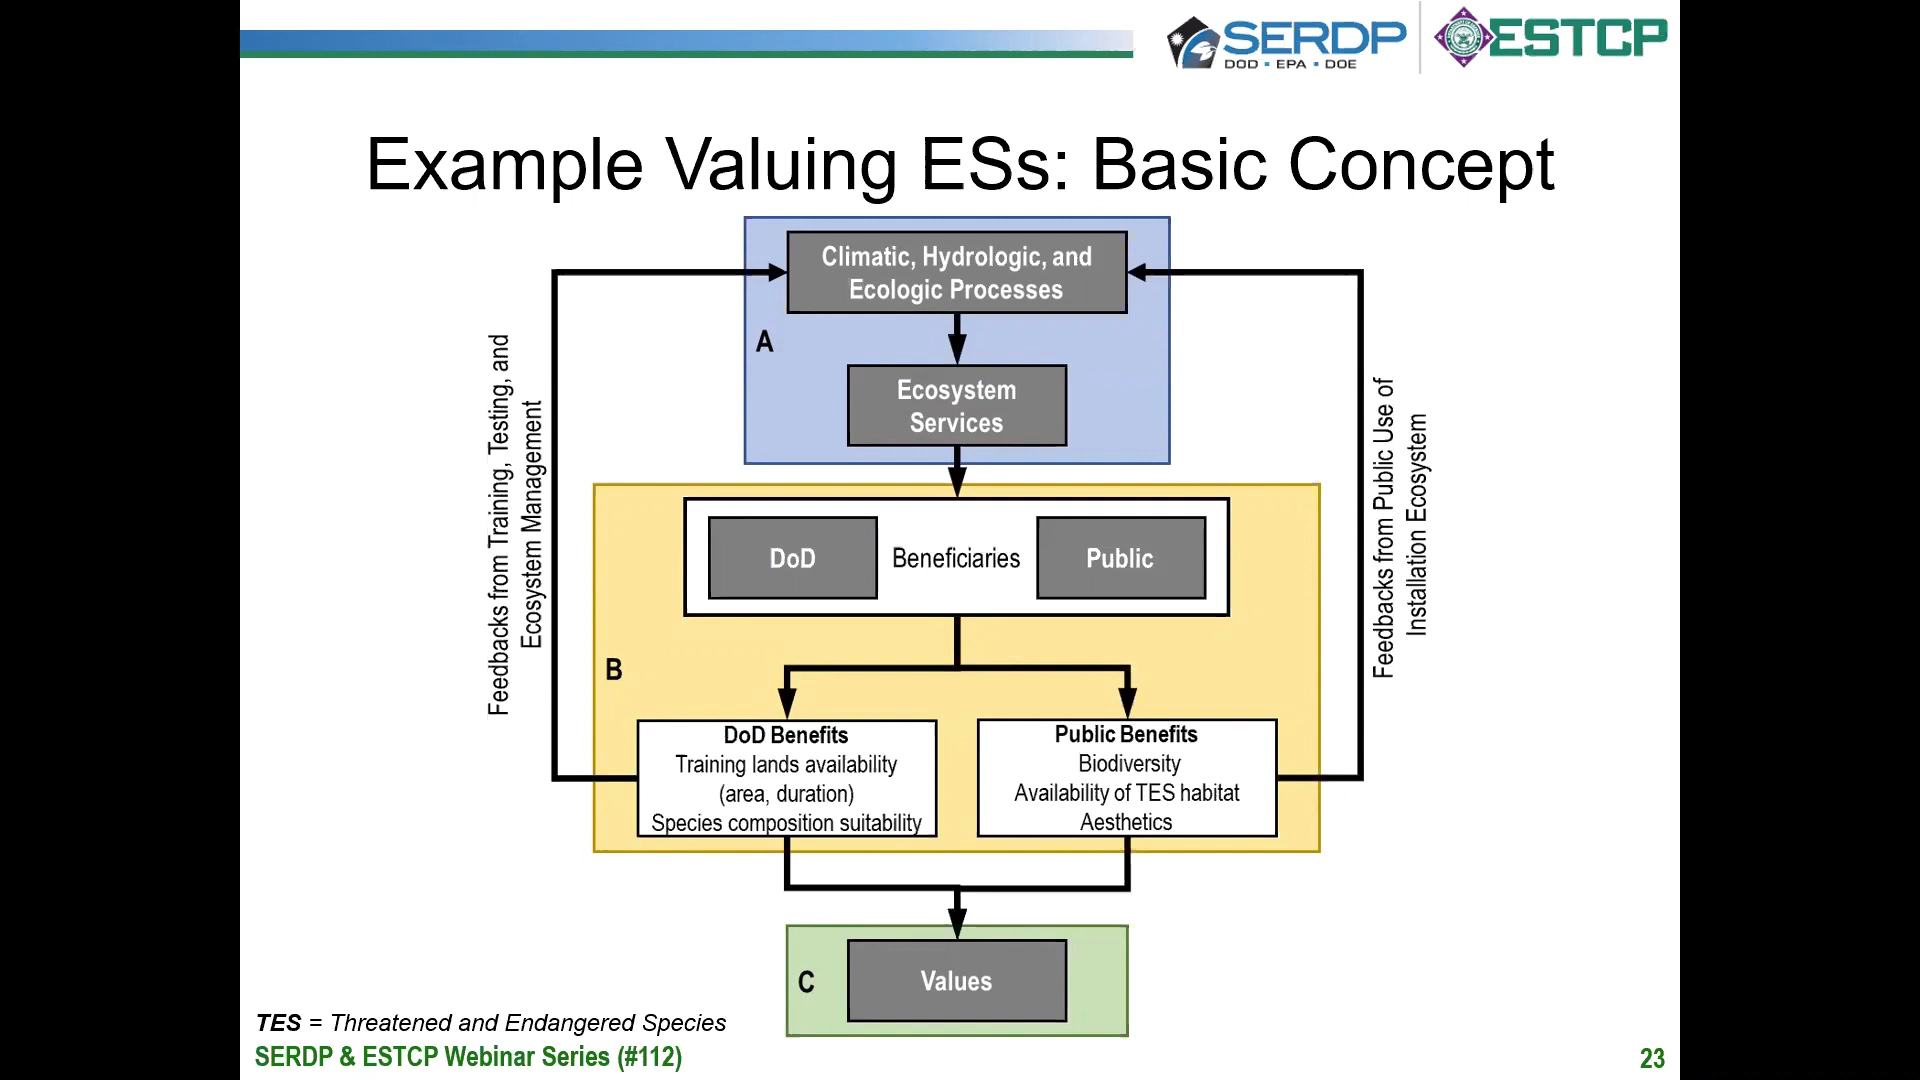 SERDP
DOD ▪ EPA ▪ DOE
ESTCP
Example Valuing ESs: Basic Concept
Climatic, Hydrologic, and
Ecologic Processes
A
Ecosystem
Services
Feedbacks from Training, Testing, and
Ecosystem Management
Feedbacks from Public Use of
Installation Ecosystem
DoD
Beneficiaries
Public
B
DoD Benefits
Training lands availability
(area, duration)
Species composition suitability
Public Benefits
Biodiversity
Availability of TES habitat
Aesthetics
C
Values
TES = Threatened and Endangered Species
SERDP & ESTCP Webinar Series (#112)
23